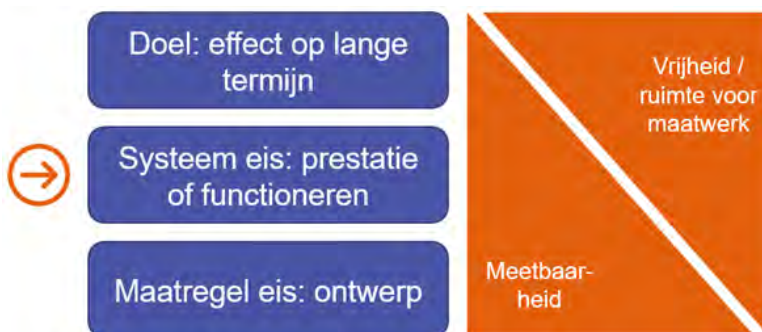 Doel: effect op lange
termijn
Vrijheid /
ruimte voor
maatwerk
Systeem eis: prestatie
of functioneren
Maatregel eis: ontwerp
Meetbaar-
heid